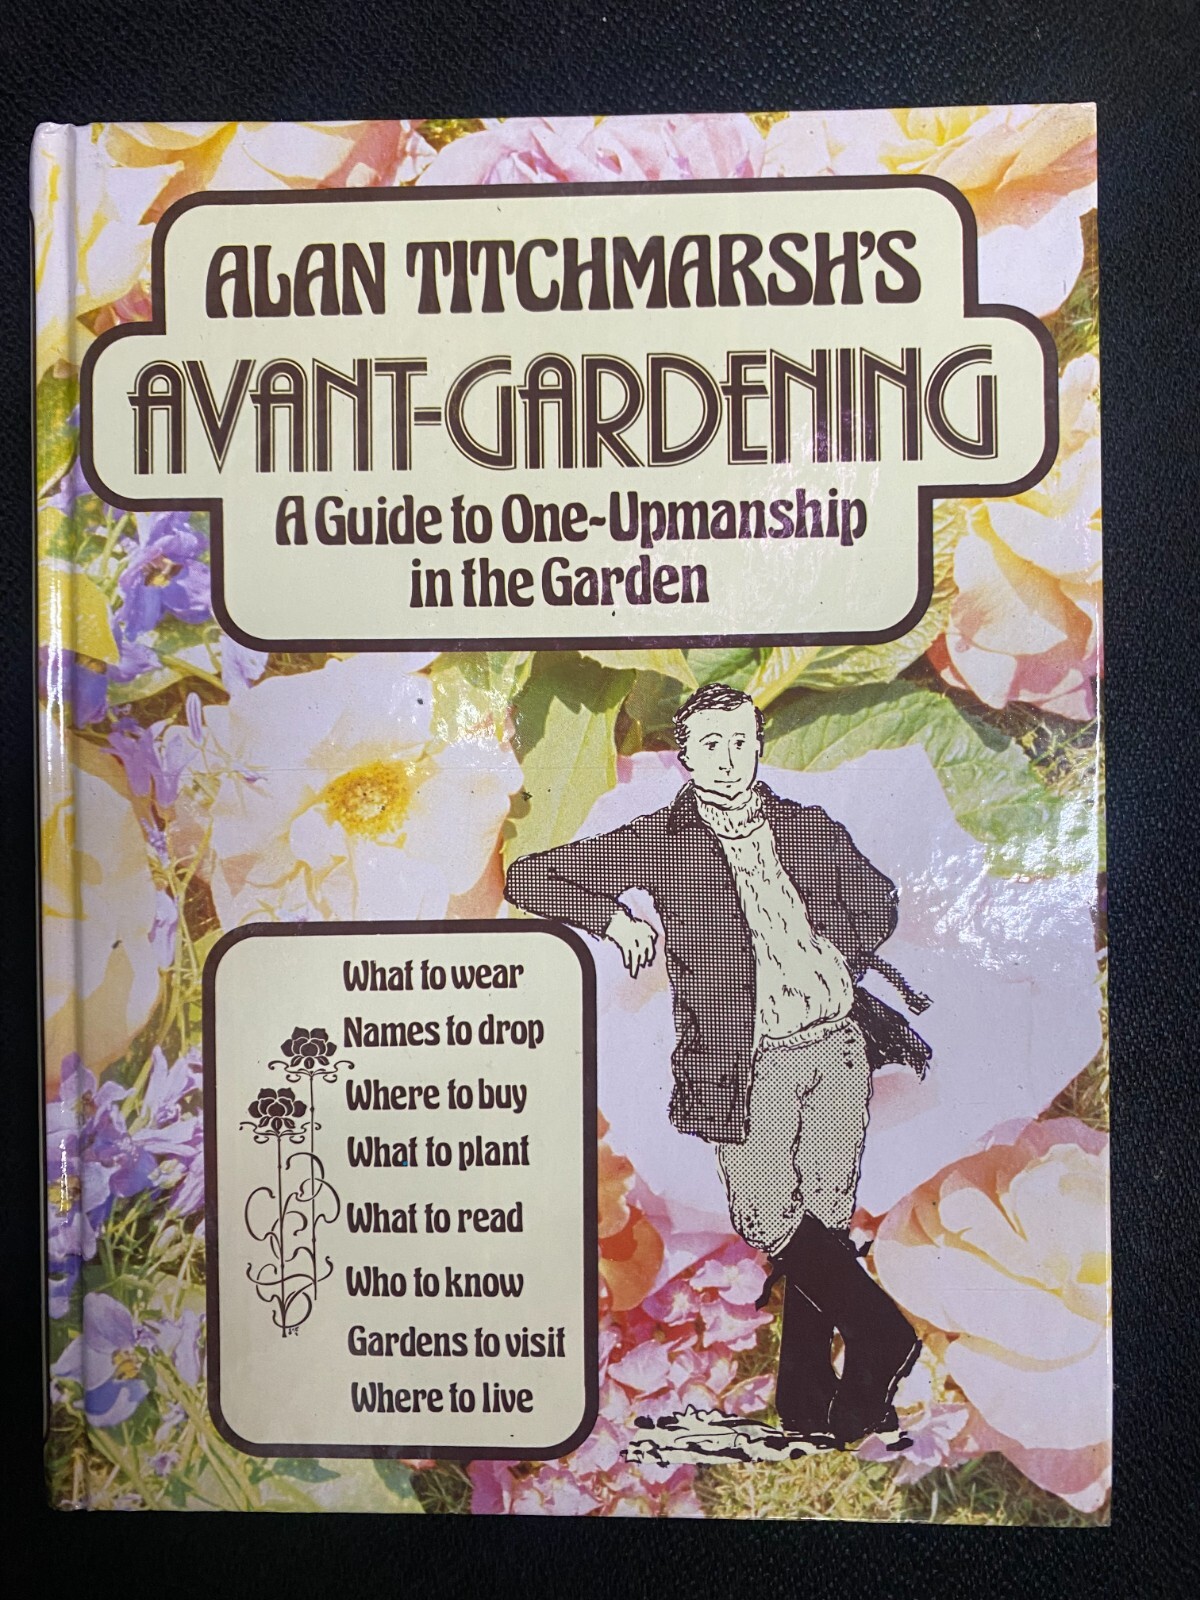 ALAN TITCHMARSH'S
AVANT-GARDENING
A Guide to One-Upmanship
in the Garden
What to wear
Names to drop
Where to buy
What to plant
What to read
Who to know
Gardens to visit
Where to live